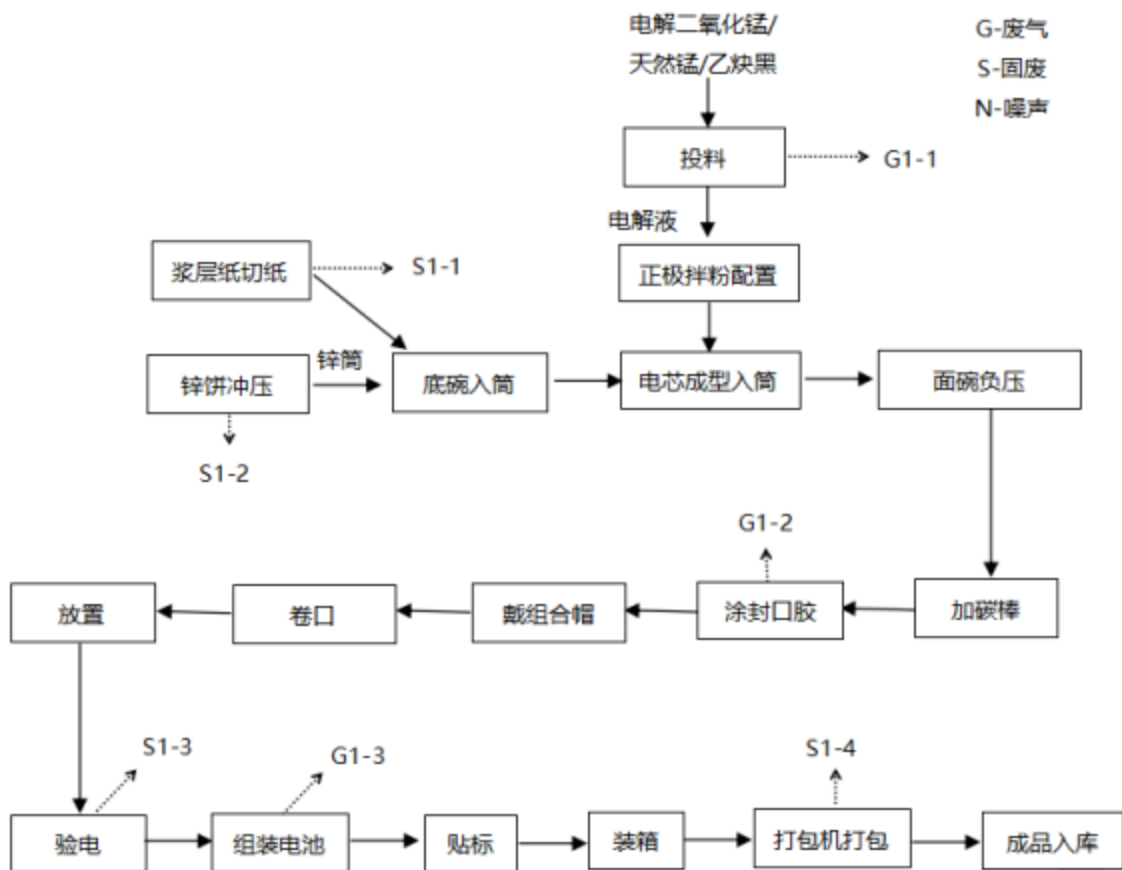 电解二氧化锰/
天然锰/乙炔黑
G-废气
S-固废
N-噪声
投料
G1-1
电解液
浆层纸切纸
S1-1
正极拌粉配置
锌饼冲压
锌筒
底碗入筒
电芯成型入筒
面碗负压
S1-2
G1-2
放置
卷口
戴组合帽
涂封口胶
加碳棒
S1-3
G1-3
S1-4
验电
组装电池
贴标
装箱
打包机打包
成品入库